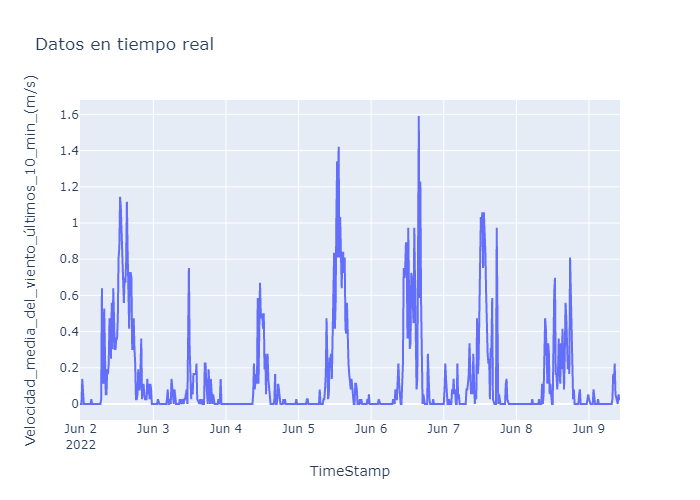 Datos en tiempo real
Velocidad_media_del_viento_últimos_10_min_(m/s)
1.6
1.4
1.2
1
0.8
0.6
0.4
0.2
0
Jun 2 Jun 3 Jun 4 Jun 5 Jun 6 Jun 7 Jun 8 Jun 9
2022
TimeStamp